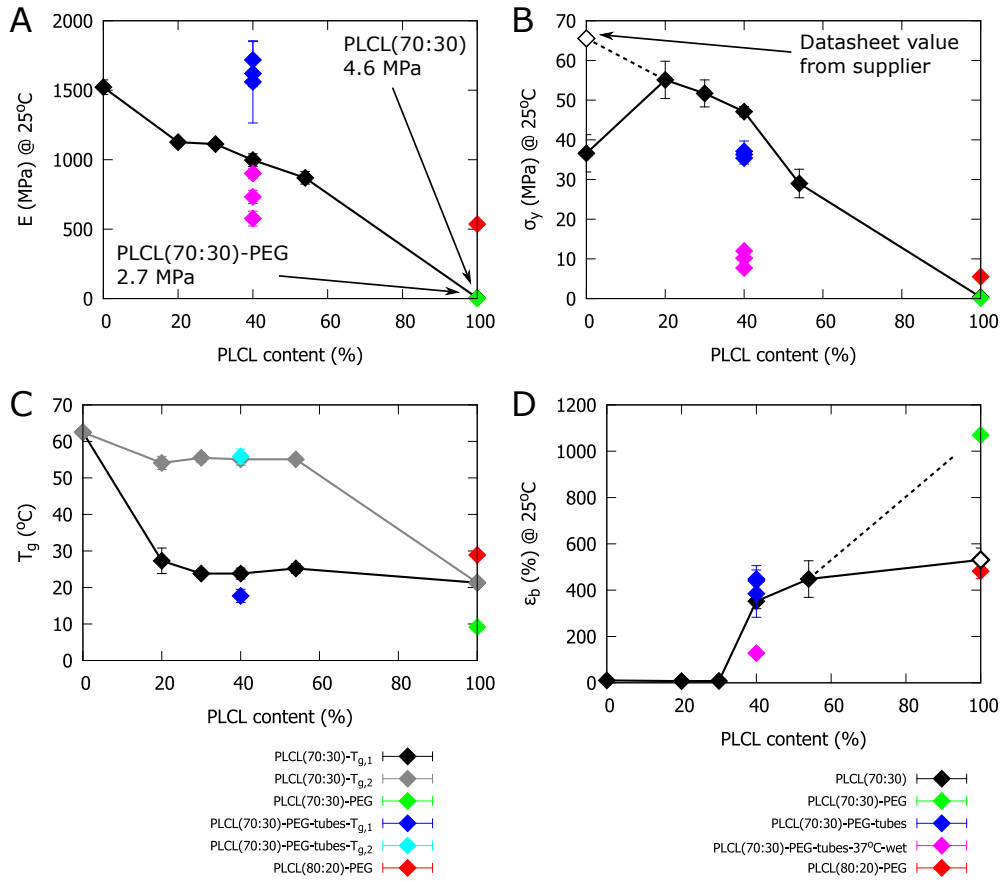 A
2000
1500
1000
500
0
E (MPa) @ 25°C
0 20 40 60 80 100
PLCL content (%)
PLCL(70:30)
4.6 MPa
PLCL(70:30)-PEG
2.7 MPa
B
70
60
50
40
30
20
10
0
σy (MPa) @ 25°C
0 20 40 60 80 100
PLCL content (%)
Datasheet value
from supplier
C
70
60
50
40
30
20
10
0
Tg (°C)
0 20 40 60 80 100
PLCL content (%)
D
1200
1000
800
600
400
200
0
εb (%) @ 25°C
0 20 40 60 80 100
PLCL content (%)
PLCL(70:30)-Tg,1
PLCL(70:30)-Tg,2
PLCL(70:30)-PEG
PLCL(70:30)-PEG-tubes-Tg,1
PLCL(70:30)-PEG-tubes-Tg,2
PLCL(80:20)-PEG
PLCL(70:30)
PLCL(70:30)-PEG
PLCL(70:30)-PEG-tubes
PLCL(70:30)-PEG-tubes-37°C-wet
PLCL(80:20)-PEG